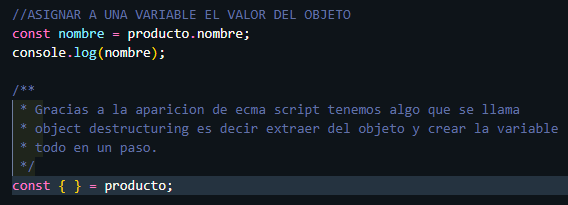 //ASIGNAR A UNA VARIABLE EL VALOR DEL OBJETO
const nombre = producto.nombre;
console.log(nombre);
/**
* Gracias a la aparicion de ecma script tenemos algo que se llama
* object destructuring es decir extraer del objeto y crear la variable
* todo en un paso.
*/
const { } = producto;